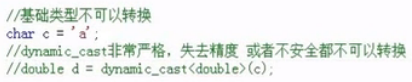 //基础类型不可以转换
char c = 'a';
//dynamic_cast非常严格，失去精度 或者不安全都不可以转换
//double d = dynamic_cast<double>(c);